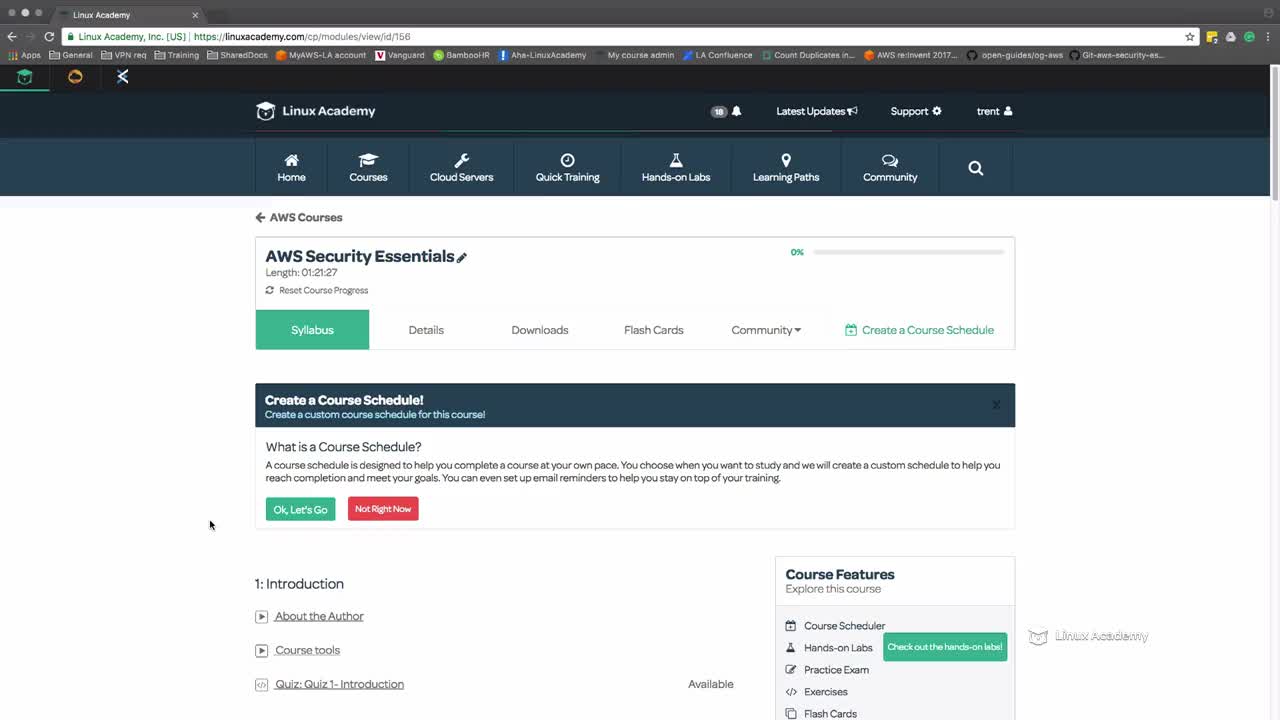 Linux Academy
Linux Academy, Inc. [US] | https://linuxacademy.com/cp/modules/view/id/156
Apps General VPN req Training SharedDocs MyAWS-LA account Vanguard BambooHR Aha-LinuxAcademy My course admin LA Confluence Count Duplicates in... AWS re:Invent 2017... open-guides/og-aws Git-aws-security-es...
Linux Academy 18 Latest Updates Support trent
Home Courses Cloud Servers Quick Training Hands-on Labs Learning Paths Community
AWS Courses
AWS Security Essentials 0%
Length: 01:21:27
Reset Course Progress
Syllabus Details Downloads Flash Cards Community Create a Course Schedule
Create a Course Schedule!
Create a custom course schedule for this course!
What is a Course Schedule?
A course schedule is designed to help you complete a course at your own pace. You choose when you want to study and we will create a custom schedule to help you
reach completion and meet your goals. You can even set up email reminders to help you stay on top of your training.
Ok, Let's Go Not Right Now
1: Introduction
About the Author
Course tools
Quiz: Quiz 1- Introduction Available
Course Features
Explore this course
Course Scheduler
Hands-on Labs Check out the hands-on labs!
Practice Exam
Exercises
Flash Cards
Linux Academy